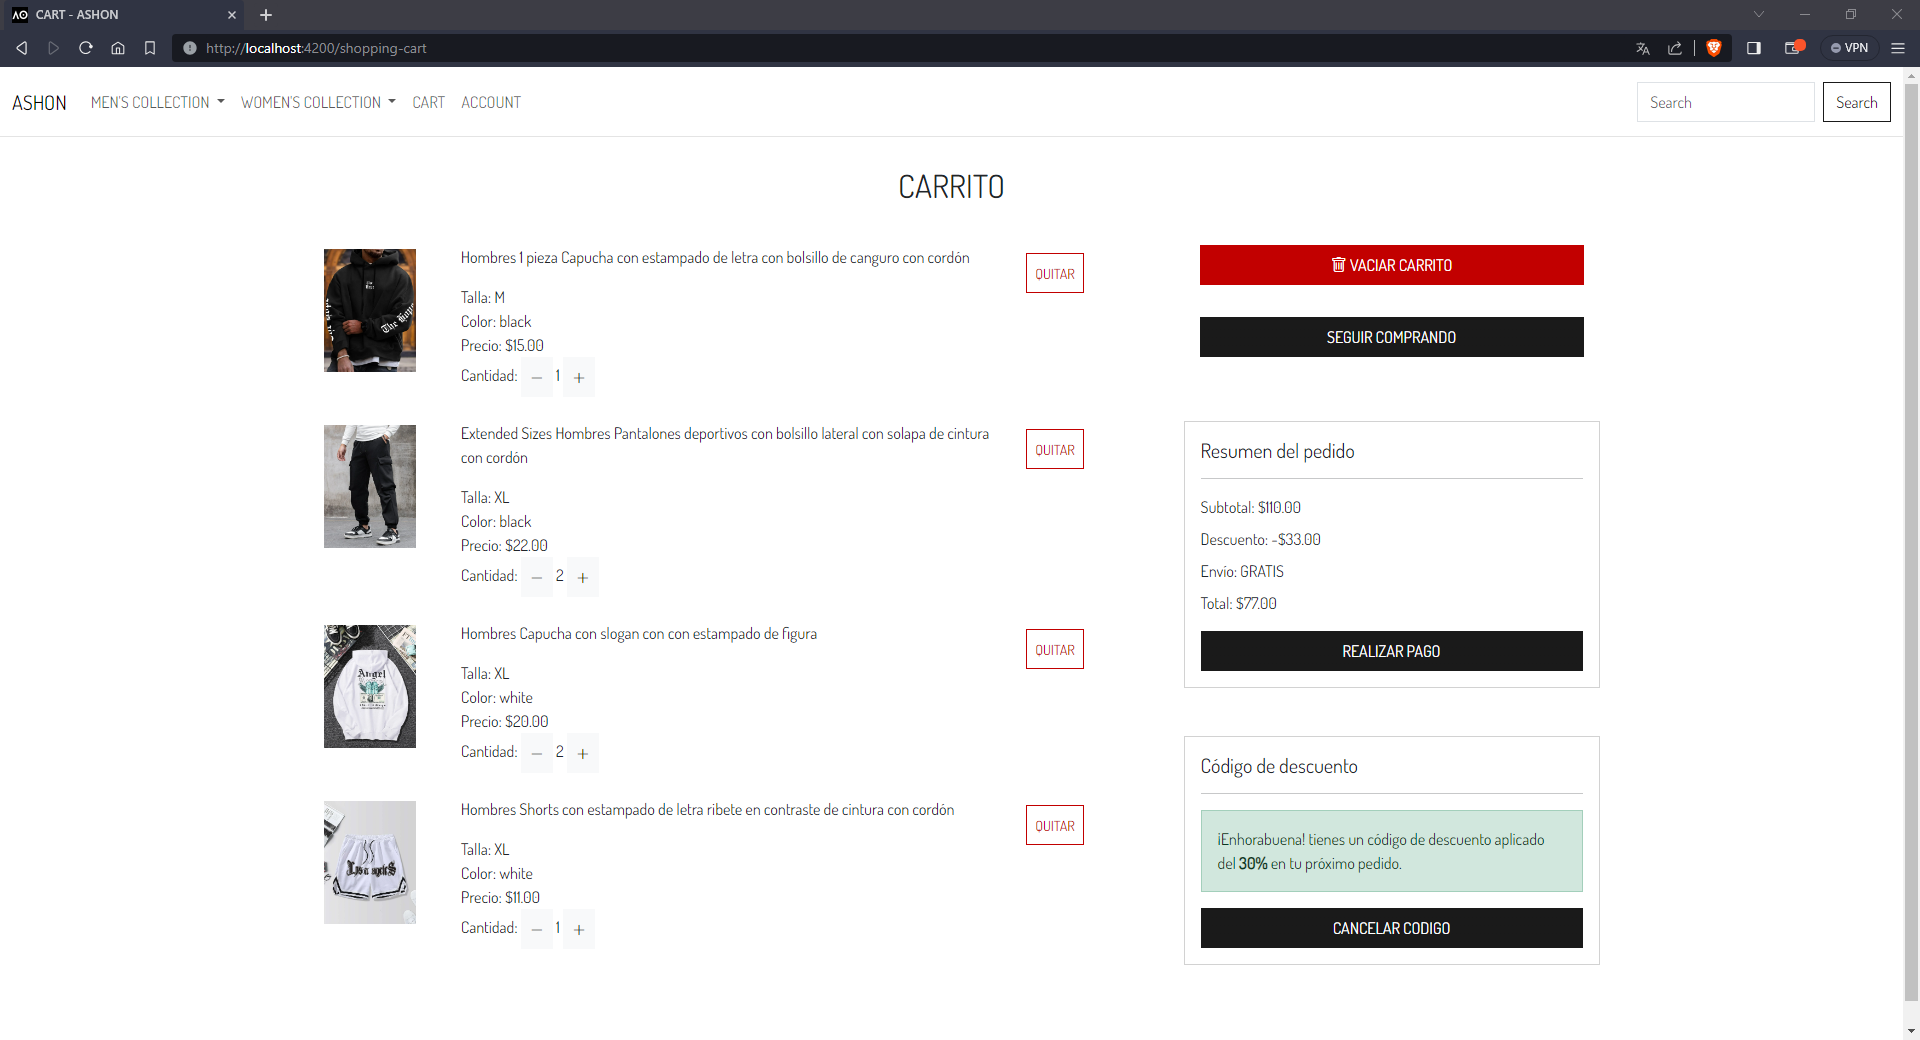 CART - ASHON
http://localhost:4200/shopping-cart
VPN
ASHON
MEN'S COLLECTION
WOMEN'S COLLECTION
CART
ACCOUNT
Search
Search
CARRITO
Hombres 1 pieza Capucha con estampado de letra con bolsillo de canguro con cordón
QUITAR
Talla: M
Color: black
Precio: $15.00
Cantidad: − 1 +
Extended Sizes Hombres Pantalones deportivos con bolsillo lateral con solapa de cintura
con cordón
QUITAR
Talla: XL
Color: black
Precio: $22.00
Cantidad: − 2 +
Hombres Capucha con slogan con con estampado de figura
QUITAR
Talla: XL
Color: white
Precio: $20.00
Cantidad: − 2 +
Angel
Hombres Shorts con estampado de letra ribete en contraste de cintura con cordón
QUITAR
Talla: XL
Color: white
Precio: $11.00
Cantidad: − 1 +
VACIAR CARRITO
SEGUIR COMPRANDO
Resumen del pedido
Subtotal: $110.00
Descuento: -$33.00
Envío: GRATIS
Total: $77.00
REALIZAR PAGO
Código de descuento
¡Enhorabuena! tienes un código de descuento aplicado
del 30% en tu próximo pedido.
CANCELAR CODIGO